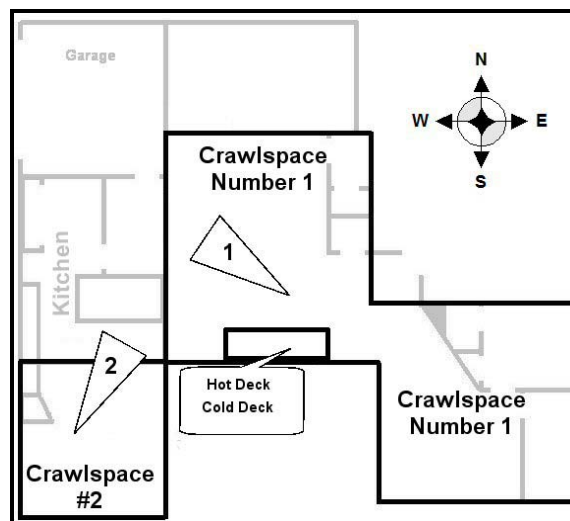 Garage
N
W E
S
Crawlspace
Number 1
1
Kitchen
2
Hot Deck
Cold Deck
Crawlspace
Number 1
Crawlspace
#2